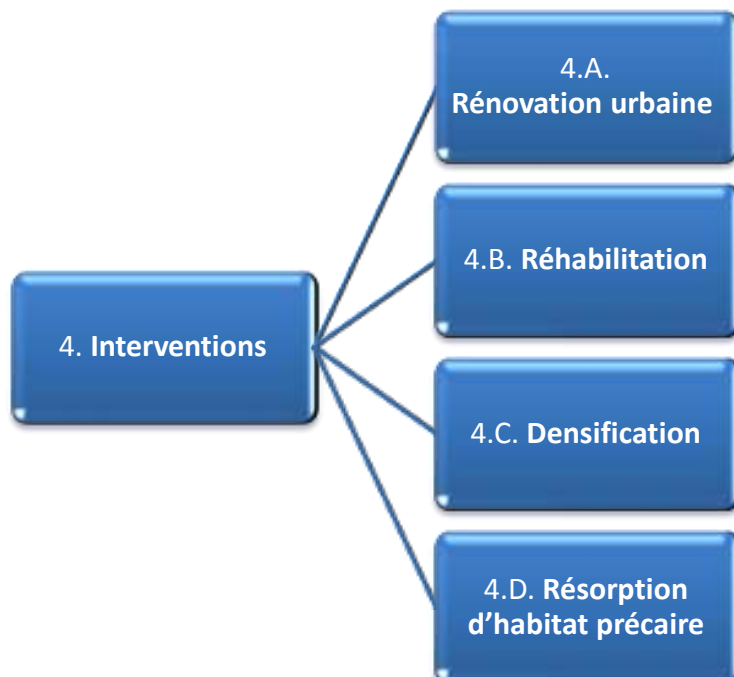 4. Interventions
4.A.
Rénovation urbaine
4.B. Réhabilitation
4.C. Densification
4.D. Résorption
d’habitat précaire